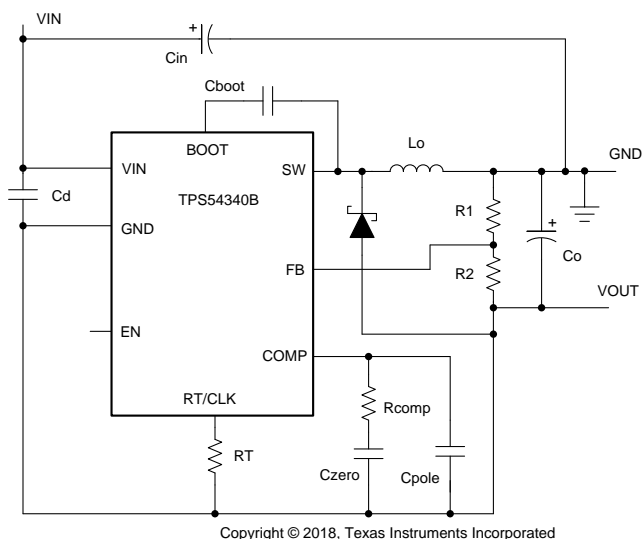 VIN
Cin
Cboot
BOOT
VIN
SW
Lo
GND
TPS54340B
Cd
GND
R1
Co
FB
R2
VOUT
EN
COMP
RT/CLK
Rcomp
RT
Czero
Cpole
+
+
Copyright © 2018, Texas Instruments Incorporated